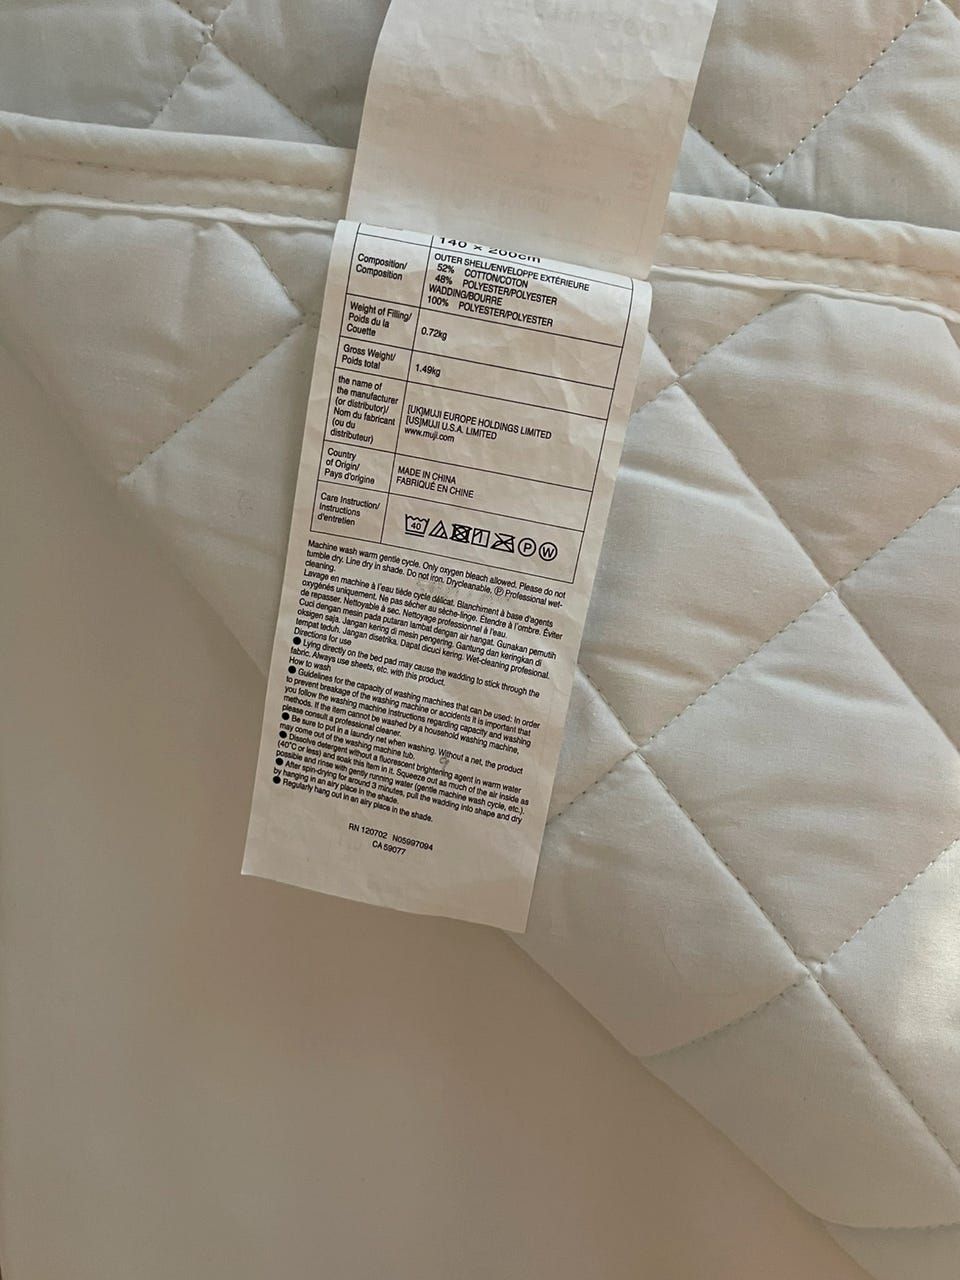 140 × 200cm
Composition/
Composition
OUTER SHELL/ENVELOPPE EXTÉRIEURE
52% COTTON/COTON
48% POLYESTER/POLYESTER
WADDING/BOURRE
100% POLYESTER/POLYESTER
Weight of Filling/
Poids du la
Couette
0.72kg
Gross Weight/
Poids total
1.49kg
the name of
the manufacturer
(or distributor)/
Nom du fabricant
(ou du
distributeur)
[UK]MUJI EUROPE HOLDINGS LIMITED
[US]MUJI U.S.A. LIMITED
www.muji.com
Country
of Origin/
Pays d'origine
MADE IN CHINA
FABRIQUÉ EN CHINE
Care Instruction/
Instructions
d'entretien
40 P W
Machine wash warm gentle cycle. Only oxygen bleach allowed. Please do not
tumble dry. Line dry in shade. Do not iron. Drycleanable, Ⓟ Professional wet-
cleaning.
Lavage en machine à l'eau tiède cycle délicat. Blanchiment à base d'agents
oxygénés uniquement. Ne pas sécher au sèche-linge. Étendre à l'ombre. Éviter
de repasser. Nettoyable à sec. Nettoyage professionnel à l'eau.
Cuci dengan mesin pada putaran lambat dengan air hangat. Gunakan pemutih
oksigen saja. Jangan kering di mesin pengering. Gantung dan keringkan di
tempat teduh. Jangan disetrika. Dapat dicuci kering. Wet-cleaning profesional.
Directions for use
● Lying directly on the bed pad may cause the wadding to stick through the
fabric. Always use sheets, etc. with this product.
How to wash
● Guidelines for the capacity of washing machines that can be used: In order
to prevent breakage of the washing machine or accidents it is important that
you follow the washing machine instructions regarding capacity and washing
methods. If the item cannot be washed by a household washing machine,
please consult a professional cleaner.
● Be sure to put in a laundry net when washing. Without a net, the product
may come out of the washing machine tub.
● Dissolve detergent without a fluorescent brightening agent in warm water
(40°C or less) and soak this item in it. Squeeze out as much of the air inside as
possible and rinse with gently running water (gentle machine wash cycle, etc.).
● After spin-drying for around 3 minutes, pull the wadding into shape and dry
by hanging in an airy place in the shade.
● Regularly hang out in an airy place in the shade.
RN 120702 N05997094
CA 59077